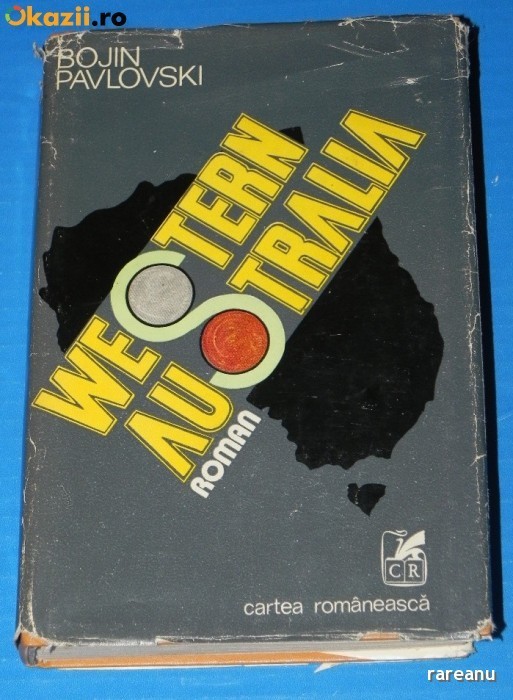 Okazii.ro
BOJIN
PAVLOVSKI
WESTERN
AUSTRALIA
ROMAN
CR
cartea românească
rareanu